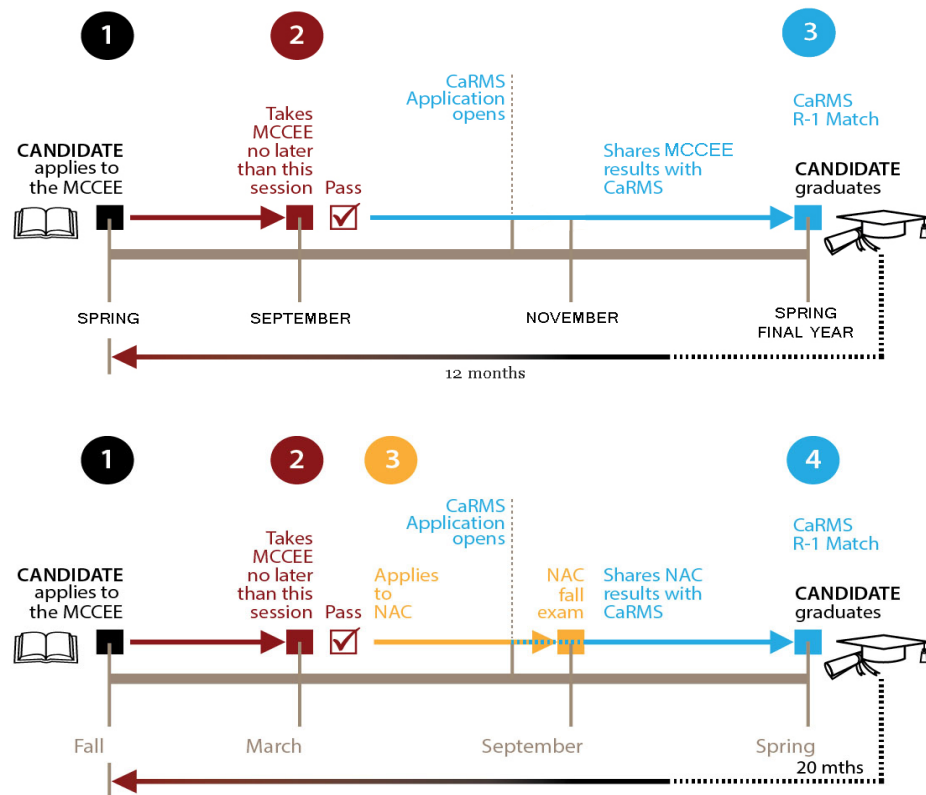 1
2
3
CaRMS
Application
opens
CaRMS
R-1 Match
Takes
MCCEE
no later
than this
session
CANDIDATE
applies to
the MCCEE
Pass
Shares MCCEE
results with
CaRMS
CANDIDATE
graduates
SPRING
SEPTEMBER
NOVEMBER
SPRING
FINAL YEAR
12 months
1
2
3
4
CaRMS
Application
opens
CaRMS
R-1 Match
Takes
MCCEE
no later
than this
session
CANDIDATE
applies to
the MCCEE
Pass
Applies
to
NAC
NAC
fall
exam
Shares NAC
results with
CaRMS
CANDIDATE
graduates
Fall
March
September
Spring
20 mths